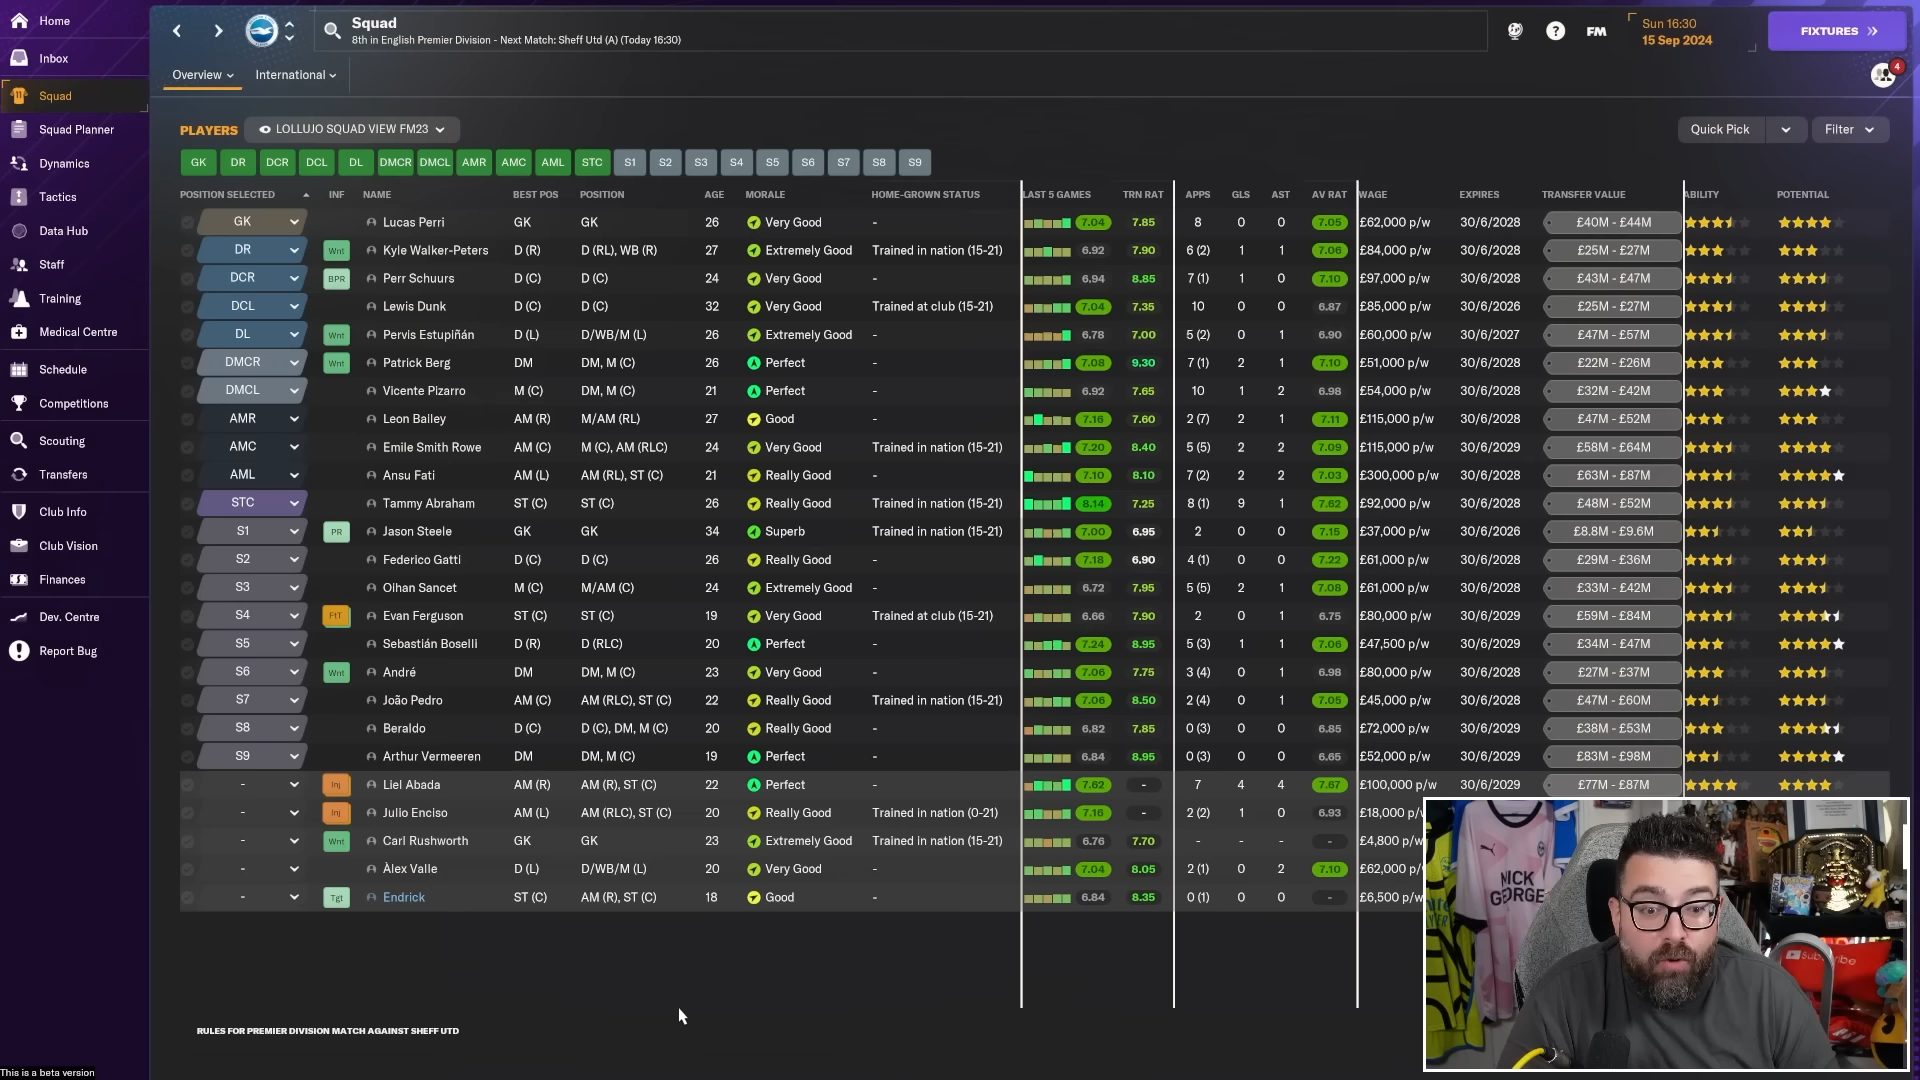 Home
Squad
8th in English Premier Division - Next Match: Sheff Utd (A) (Today 16:30)
FM
Sun 16:30
15 Sep 2024
FIXTURES
Inbox
Overview
International
4
Squad
Squad Planner
Dynamics
Tactics
Data Hub
Staff
Training
Medical Centre
Schedule
Competitions
Scouting
Transfers
Club Info
Club Vision
Finances
Dev. Centre
Report Bug
This is a beta version
PLAYERS LOLLUJO SQUAD VIEW FM23 Quick Pick Filter
GK DR DCR DCL DL DMCR DMCL AMR AMC AML STC S1 S2 S3 S4 S5 S6 S7 S8 S9
POSITION SELECTED INF NAME BEST POS POSITION AGE MORALE HOME-GROWN STATUS LAST 5 GAMES TRN RAT APPS GLS AST AV RAT WAGE EXPIRES TRANSFER VALUE ABILITY POTENTIAL
GK Lucas Perri GK GK 26 Very Good - 7.04 7.85 8 0 0 7.05 £62,000 p/w 30/6/2028 £40M - £44M
DR Wnt Kyle Walker-Peters D (R) D (RL), WB (R) 27 Extremely Good Trained in nation (15-21) 6.92 7.90 6 (2) 1 1 7.06 £84,000 p/w 30/6/2028 £25M - £27M
DCR BPR Perr Schuurs D (C) D (C) 24 Very Good - 6.94 8.85 7 (1) 1 0 7.10 £97,000 p/w 30/6/2028 £43M - £47M
DCL Lewis Dunk D (C) D (C) 32 Very Good Trained at club (15-21) 7.04 7.35 10 0 0 6.87 £85,000 p/w 30/6/2026 £25M - £27M
DL Wnt Pervis Estupiñán D (L) D/WB/M (L) 26 Extremely Good - 6.78 7.00 5 (2) 0 1 6.90 £60,000 p/w 30/6/2027 £47M - £57M
DMCR Wnt Patrick Berg DM DM, M (C) 26 Perfect - 7.08 9.30 7 (1) 2 1 7.10 £51,000 p/w 30/6/2028 £22M - £26M
DMCL Vicente Pizarro M (C) DM, M (C) 21 Perfect - 6.92 7.65 10 1 2 6.98 £54,000 p/w 30/6/2028 £32M - £42M
AMR Leon Bailey AM (R) M/AM (RL) 27 Good - 7.16 7.60 2 (7) 2 1 7.11 £115,000 p/w 30/6/2028 £47M - £52M
AMC Emile Smith Rowe AM (C) M (C), AM (RLC) 24 Very Good Trained in nation (15-21) 7.20 8.40 5 (5) 2 2 7.09 £115,000 p/w 30/6/2029 £58M - £64M
AML Ansu Fati AM (L) AM (RL), ST (C) 21 Really Good - 7.10 8.10 7 (2) 2 2 7.03 £300,000 p/w 30/6/2028 £63M - £87M
STC Tammy Abraham ST (C) ST (C) 26 Really Good Trained in nation (15-21) 8.14 7.25 8 (1) 9 1 7.62 £92,000 p/w 30/6/2028 £48M - £52M
S1 PR Jason Steele GK GK 34 Superb Trained in nation (15-21) 7.00 6.95 2 0 0 7.15 £37,000 p/w 30/6/2026 £8.8M - £9.6M
S2 Federico Gatti D (C) D (C) 26 Really Good - 7.18 6.90 4 (1) 0 0 7.22 £61,000 p/w 30/6/2028 £29M - £36M
S3 Oihan Sancet M (C) M/AM (C) 24 Extremely Good - 6.72 7.95 5 (5) 2 1 7.08 £61,000 p/w 30/6/2028 £33M - £42M
S4 FtT Evan Ferguson ST (C) ST (C) 19 Very Good Trained at club (15-21) 6.66 7.90 2 0 1 6.75 £80,000 p/w 30/6/2029 £59M - £84M
S5 Sebastián Boselli D (R) D (RLC) 20 Perfect - 7.24 8.95 5 (3) 1 1 7.06 £47,500 p/w 30/6/2029 £34M - £47M
S6 Wnt André DM DM, M (C) 23 Very Good - 7.06 7.75 3 (4) 0 1 6.98 £80,000 p/w 30/6/2029 £27M - £37M
S7 João Pedro AM (C) AM (RLC), ST (C) 22 Really Good Trained in nation (15-21) 7.06 8.50 2 (4) 0 1 7.05 £45,000 p/w 30/6/2028 £47M - £60M
S8 Beraldo D (C) D (C), DM, M (C) 20 Really Good - 6.82 7.85 0 (3) 0 0 6.85 £72,000 p/w 30/6/2029 £38M - £53M
S9 Arthur Vermeeren DM DM, M (C) 19 Perfect - 6.84 8.95 0 (3) 0 0 6.65 £52,000 p/w 30/6/2029 £83M - £98M
- Inj Liel Abada AM (R) AM (R), ST (C) 22 Perfect - 7.62 - 7 4 4 7.67 £100,000 p/w 30/6/2029 £77M - £87M
- Inj Julio Enciso AM (L) AM (RLC), ST (C) 20 Really Good Trained in nation (0-21) 7.16 - 2 (2) 1 0 6.93 £18,000 p/
- Wnt Carl Rushworth GK GK 23 Extremely Good Trained in nation (15-21) 6.76 7.70 - - - - £4,800 p/w
- Àlex Valle D (L) D/WB/M (L) 20 Very Good - 7.04 8.05 2 (1) 0 2 7.10 £62,000 p/
- Tgt Endrick ST (C) AM (R), ST (C) 18 Good - 6.84 8.35 0 (1) 0 0 - £6,500 p/w
RULES FOR PREMIER DIVISION MATCH AGAINST SHEFF UTD
NICK
GEORGE
Subscribe